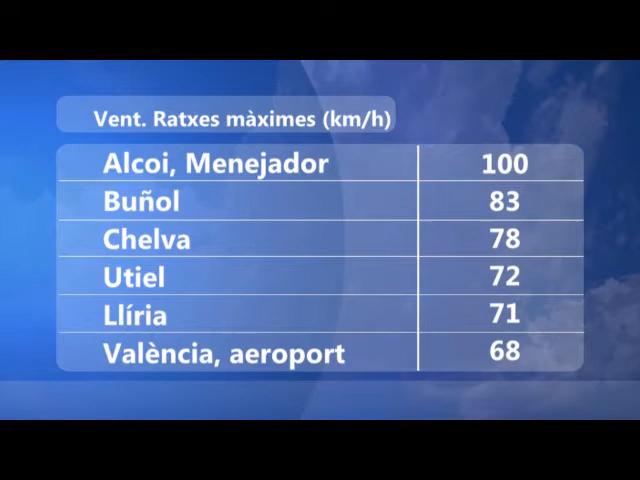 Vent. Ratxes màximes (km/h)
Alcoi, Menejador 100
Buñol 83
Chelva 78
Utiel 72
Llíria 71
València, aeroport 68